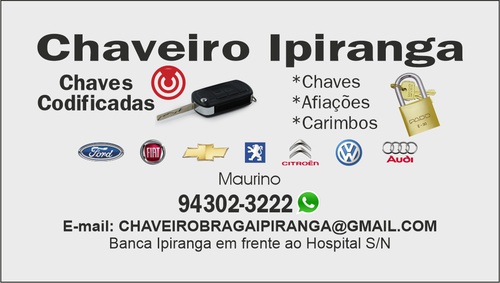 Chaveiro Ipiranga
Chaves
Codificadas
*Chaves
*Afiações
*Carimbos
Ford
FIAT
CITROËN
Audi
Maurino
94302-3222
E-mail: CHAVEIROBRAGAIPIRANGA@GMAIL.COM
Banca Ipiranga em frente ao Hospital S/N